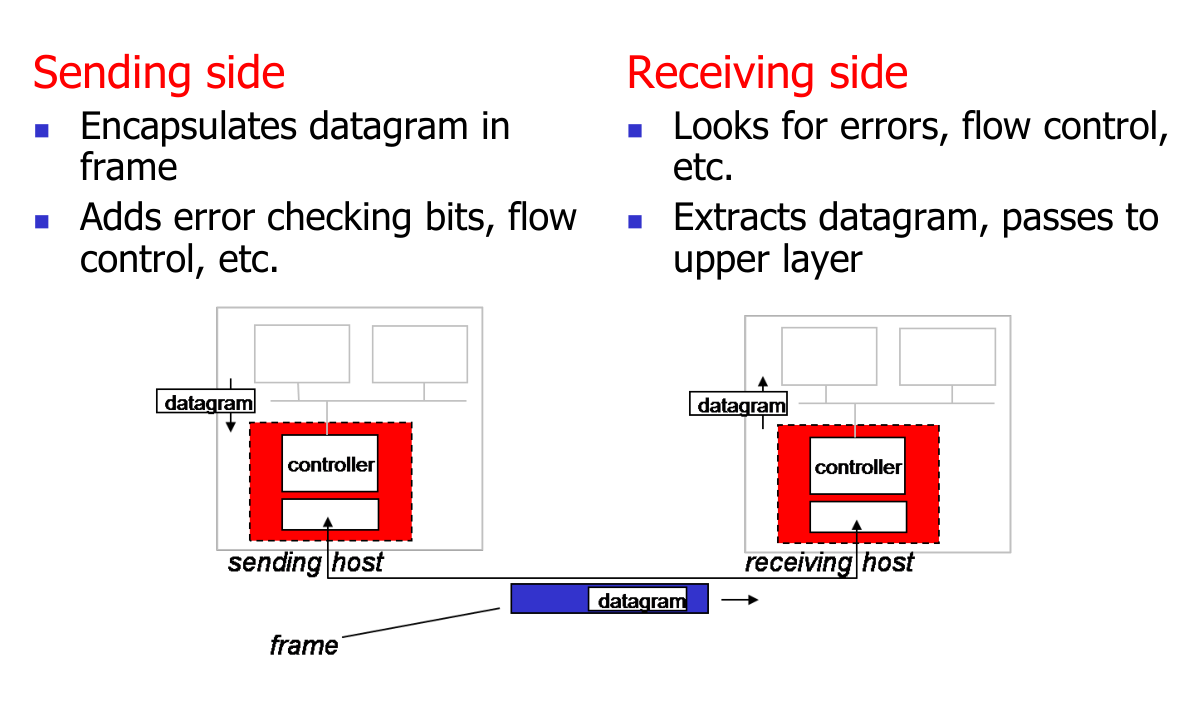 Sending side
Encapsulates datagram in
frame
Adds error checking bits, flow
control, etc.
Receiving side
Looks for errors, flow control,
etc.
Extracts datagram, passes to
upper layer
datagram
controller
sending host
datagram
controller
receiving host
datagram
frame